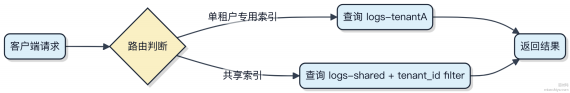 客户端请求
路由判断
单租户专用索引
查询 logs-tenantA
共享索引
查询 logs-shared + tenant_id filter
返回结果